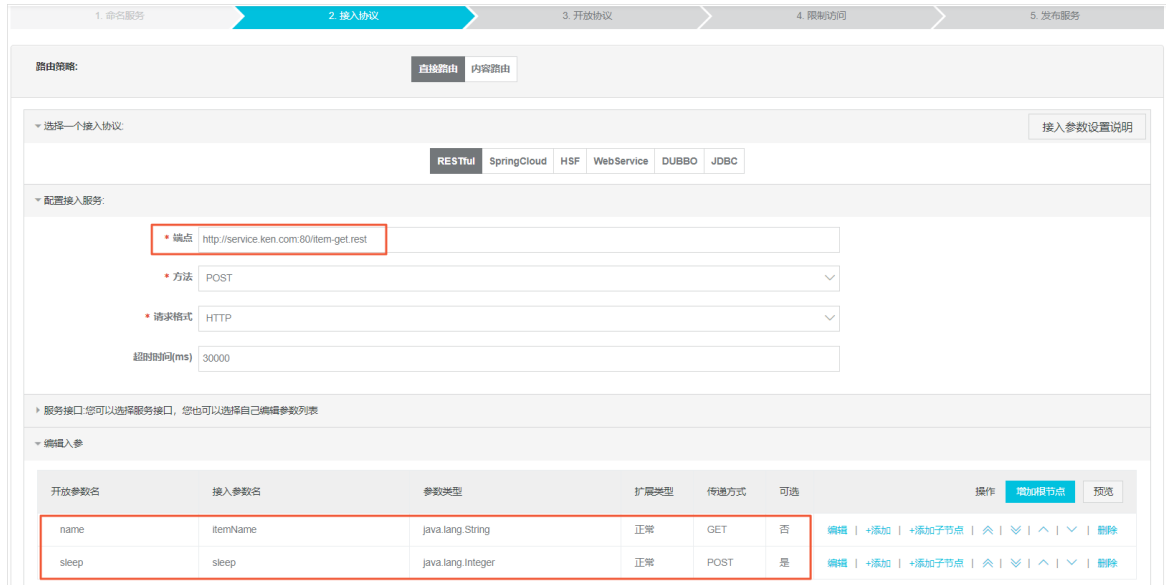 1. 命名服务 2. 接入协议 3. 开放协议 4. 限制访问 5. 发布服务
路由策略: 直接路由 内容路由
选择一个接入协议: 接入参数设置说明
RESTful SpringCloud HSF WebService DUBBO JDBC
配置接入服务:
* 端点 http://service.ken.com:80/item-get.rest
* 方法 POST
* 请求格式 HTTP
超时时间(ms) 30000
服务接口:您可以选择服务接口，您也可以选择自己编辑参数列表
编辑入参
开放参数名 接入参数名 参数类型 扩展类型 传递方式 可选 操作 增加根节点 预览
name itemName java.lang.String 正常 GET 否 编辑 | +添加 | +添加子节点 | | | | | 删除
sleep sleep java.lang.Integer 正常 POST 是 编辑 | +添加 | +添加子节点 | | | | | 删除